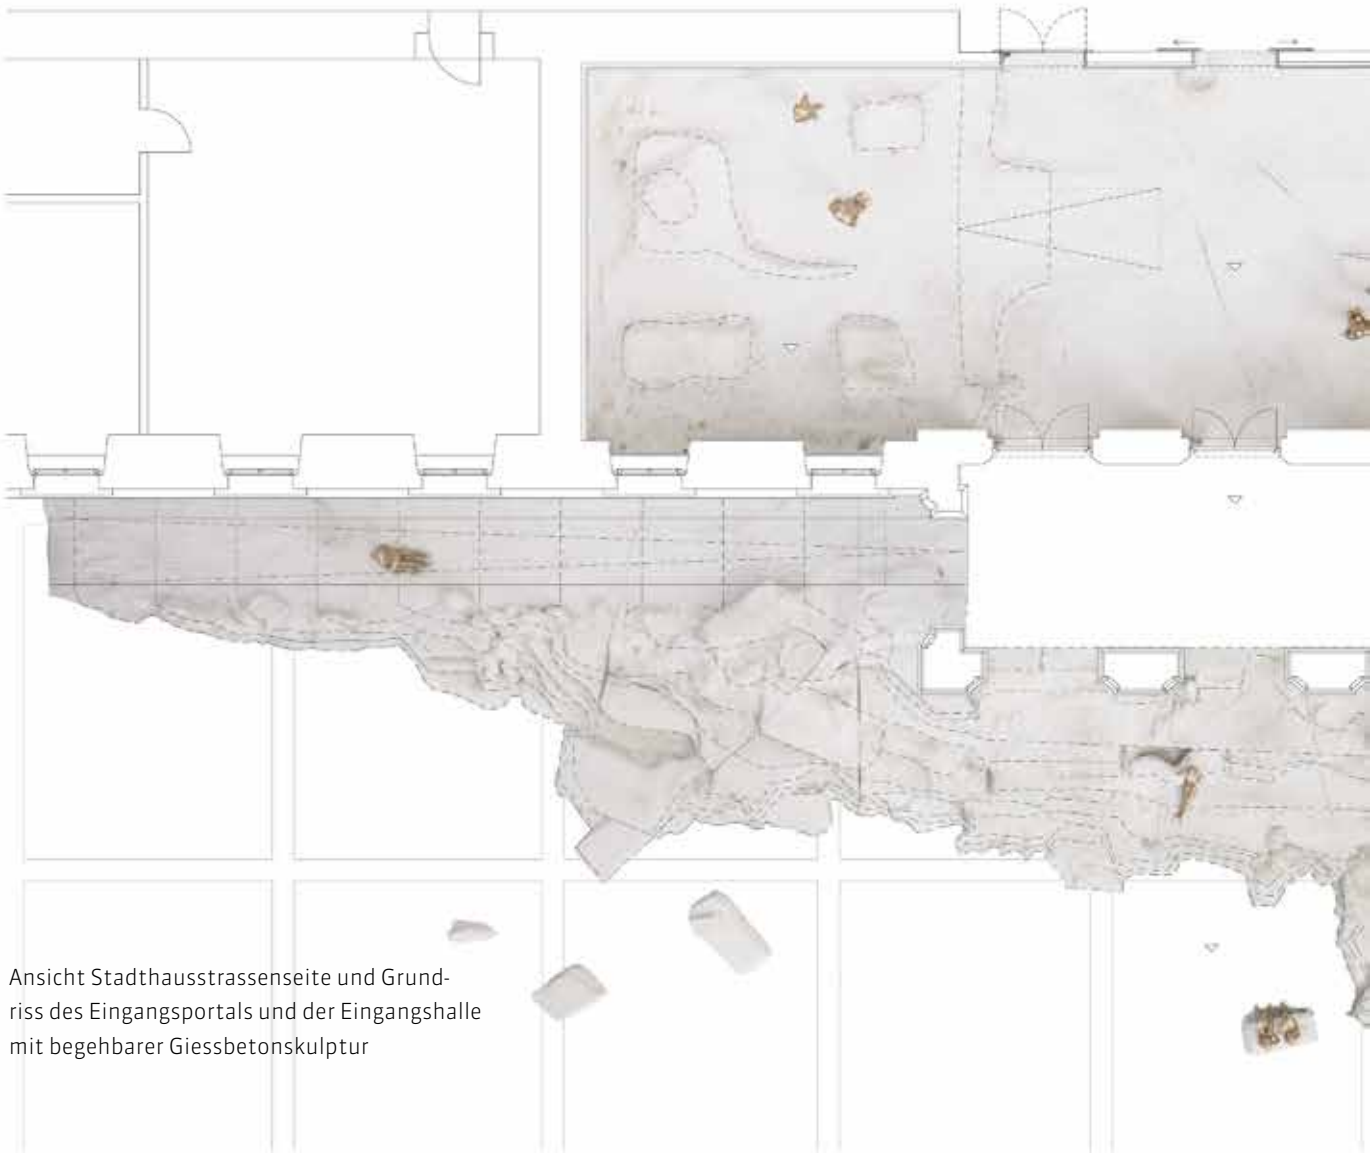 Ansicht Stadthausstrassenseite und Grund-
riss des Eingangsportals und der Eingangshalle
mit begehbarer Giessbetonskulptur